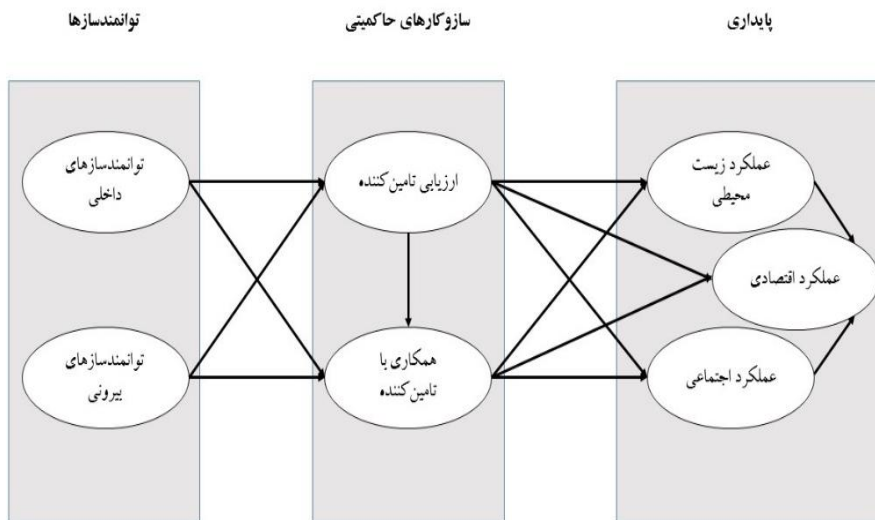 توانمندسازها
سازوکارهای حاکمیتی
پایداری
توانمندسازهای
داخلی
ارزیابی تامین‌کننده
عملکرد زیست
محیطی
عملکرد اقتصادی
توانمندسازهای
بیرونی
همکاری با
تامین‌کننده
عملکرد اجتماعی